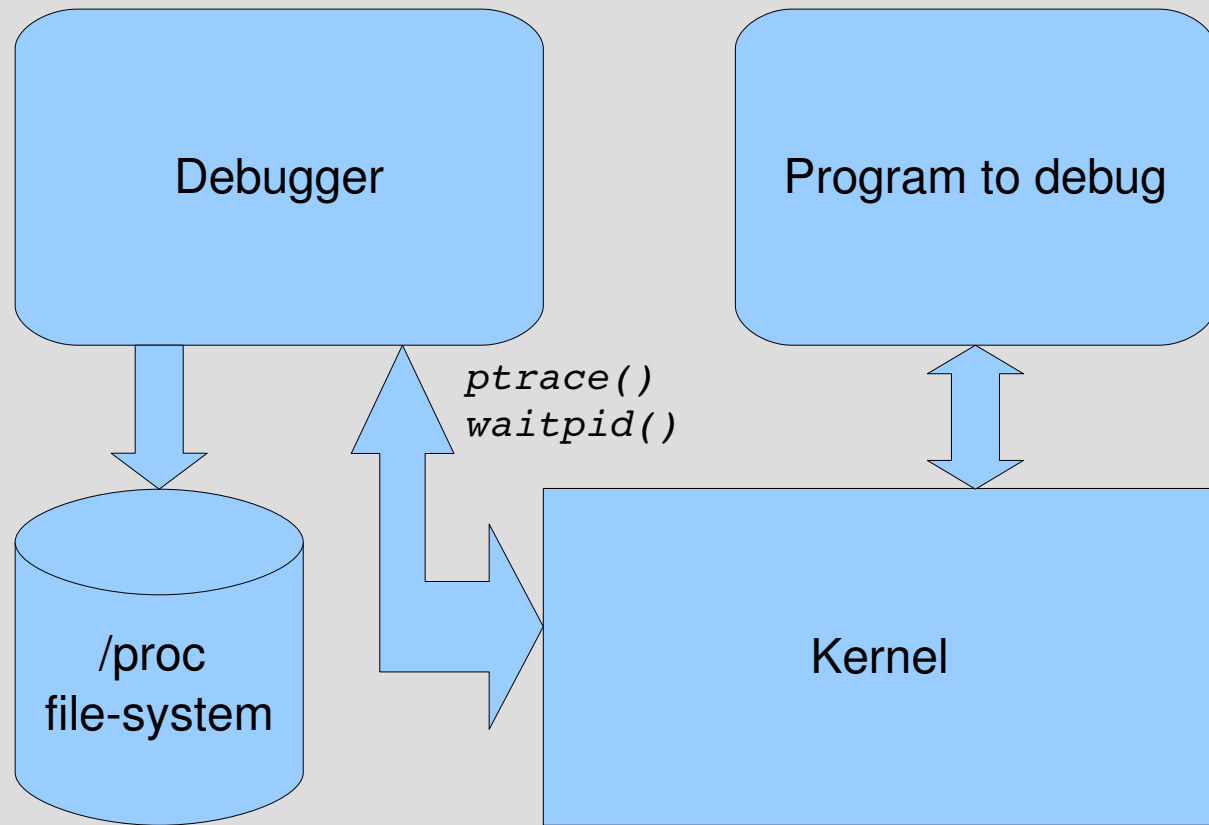 Debugger
Program to debug
ptrace()
waitpid()
/proc
file-system
Kernel